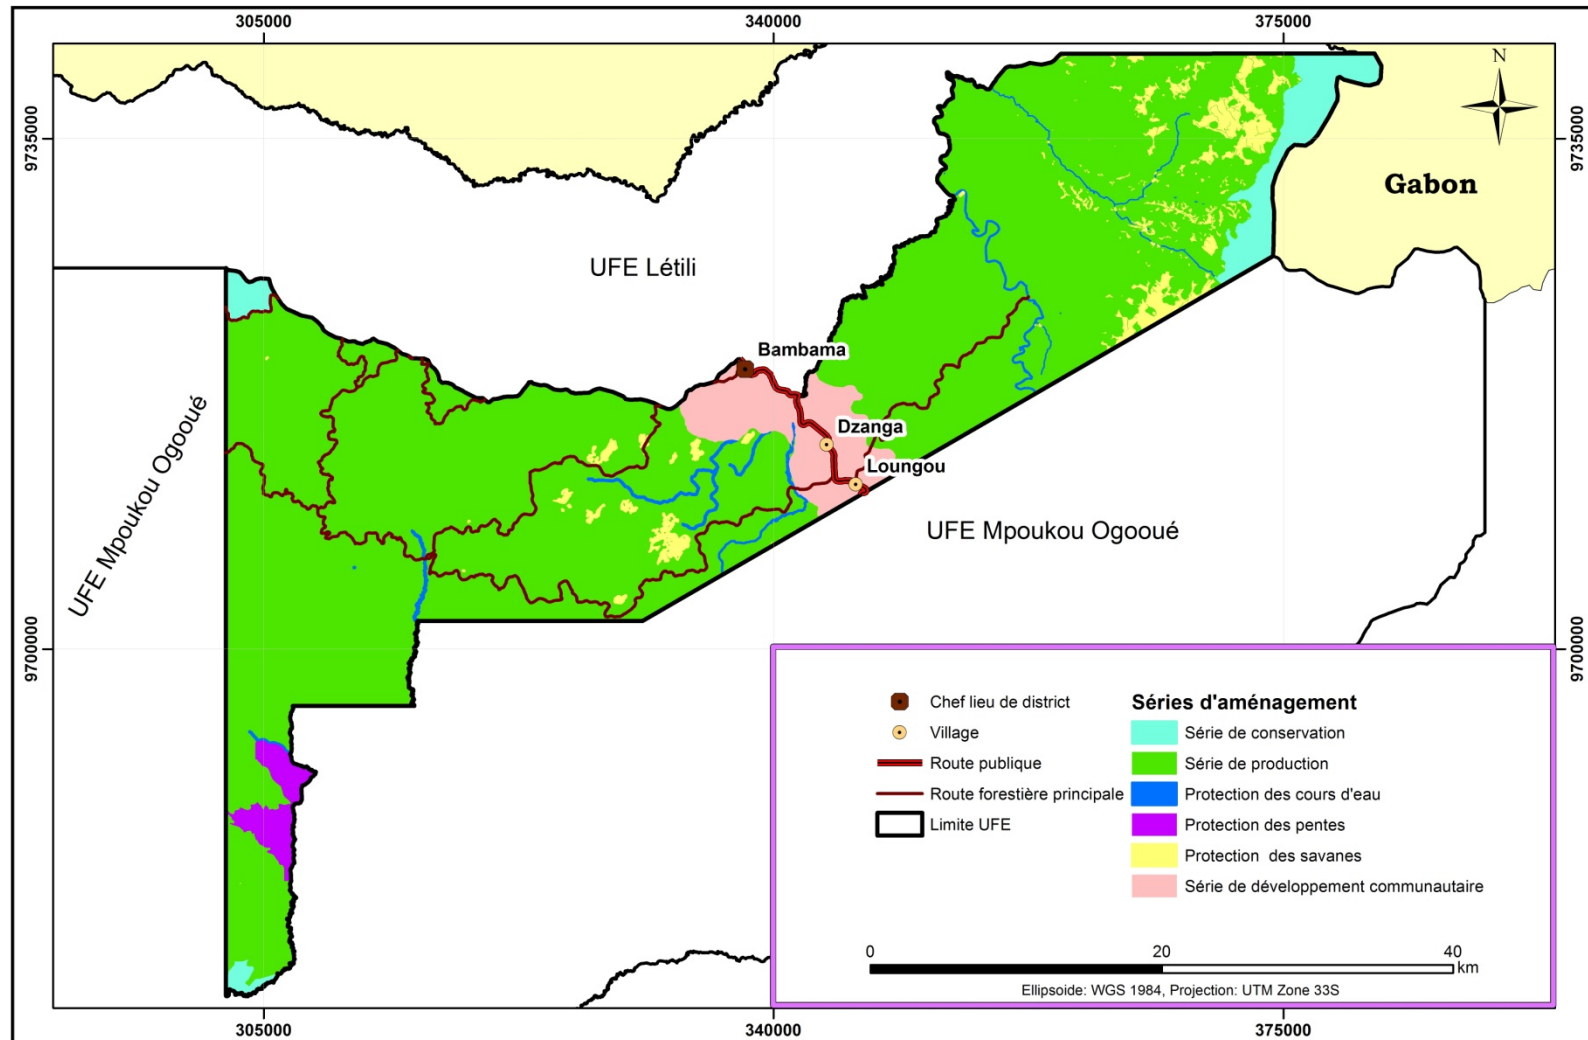 305000
340000
375000
N
9735000
9735000
Gabon
UFE Létili
Bambama
UFE Mpoukou Ogooué
Dzanga
Loungou
UFE Mpoukou Ogooué
9700000
9700000
Chef lieu de district
Village
Route publique
Route forestière principale
Limite UFE
Séries d'aménagement
Série de conservation
Série de production
Protection des cours d'eau
Protection des pentes
Protection des savanes
Série de développement communautaire
0
20
40
km
Ellipsoide: WGS 1984, Projection: UTM Zone 33S
305000
340000
375000